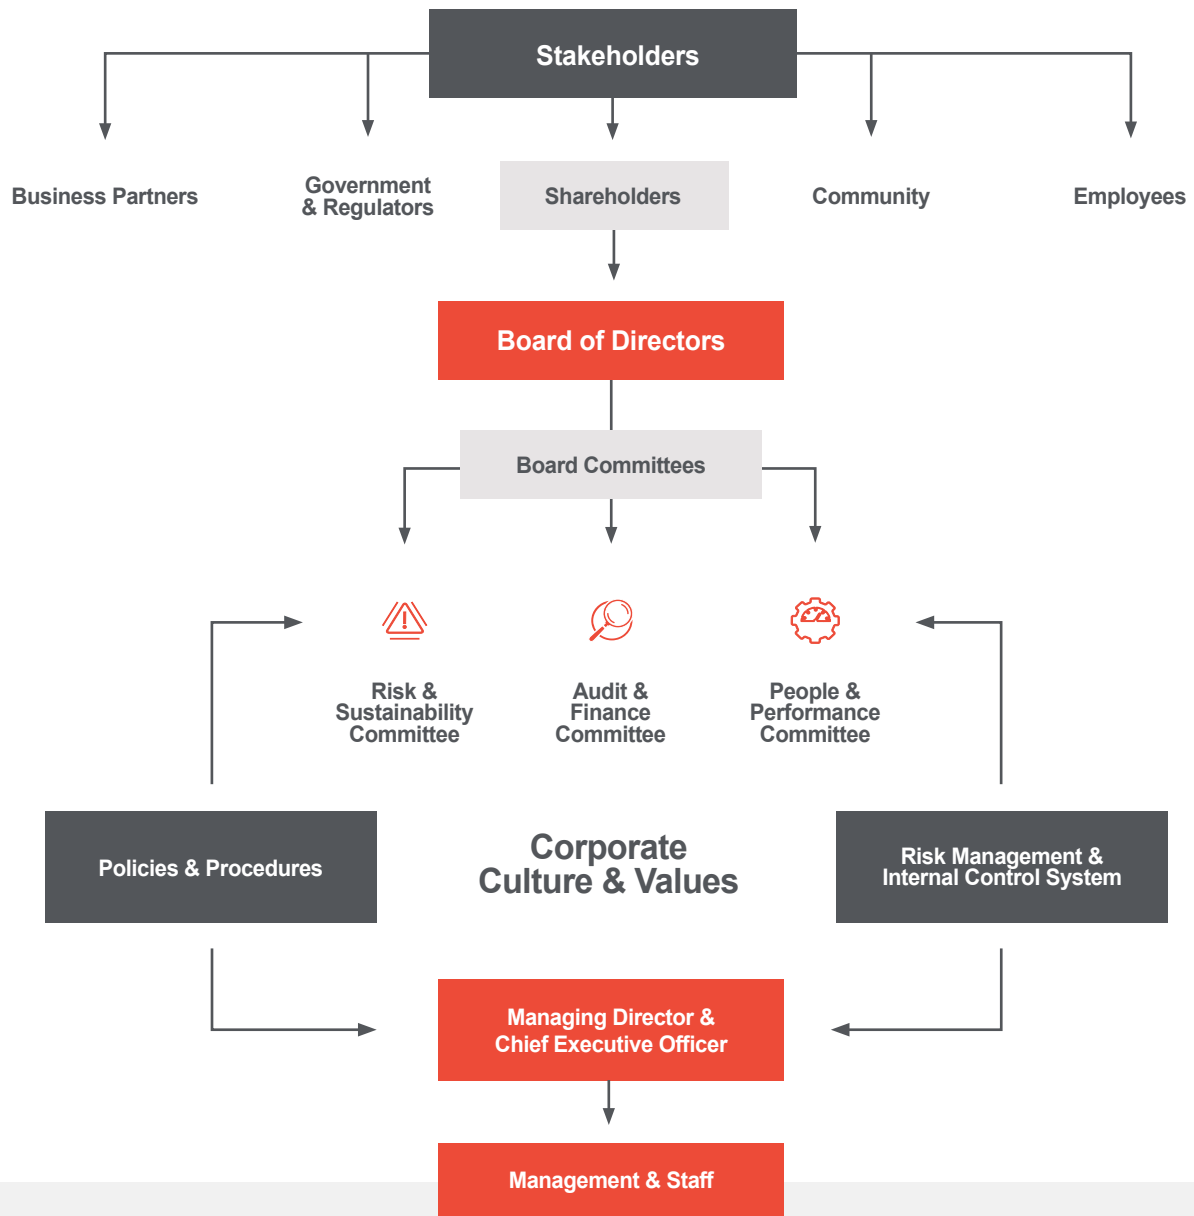 Stakeholders
Business Partners
Government
& Regulators
Shareholders
Community
Employees
Board of Directors
Board Committees
Risk &
Sustainability
Committee
Audit &
Finance
Committee
People &
Performance
Committee
Policies & Procedures
Corporate
Culture & Values
Risk Management &
Internal Control System
Managing Director &
Chief Executive Officer
Management & Staff